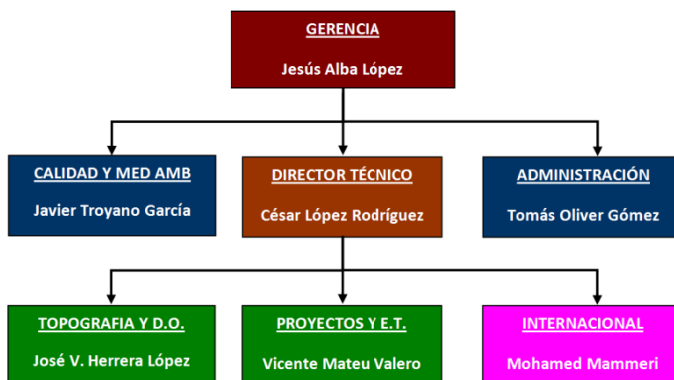 GERENCIA
Jesús Alba López
CALIDAD Y MED AMB
Javier Troyano García
DIRECTOR TÉCNICO
César López Rodríguez
ADMINISTRACIÓN
Tomás Oliver Gómez
TOPOGRAFIA Y D.O.
José V. Herrera López
PROYECTOS Y E.T.
Vicente Mateu Valero
INTERNACIONAL
Mohamed Mammeri